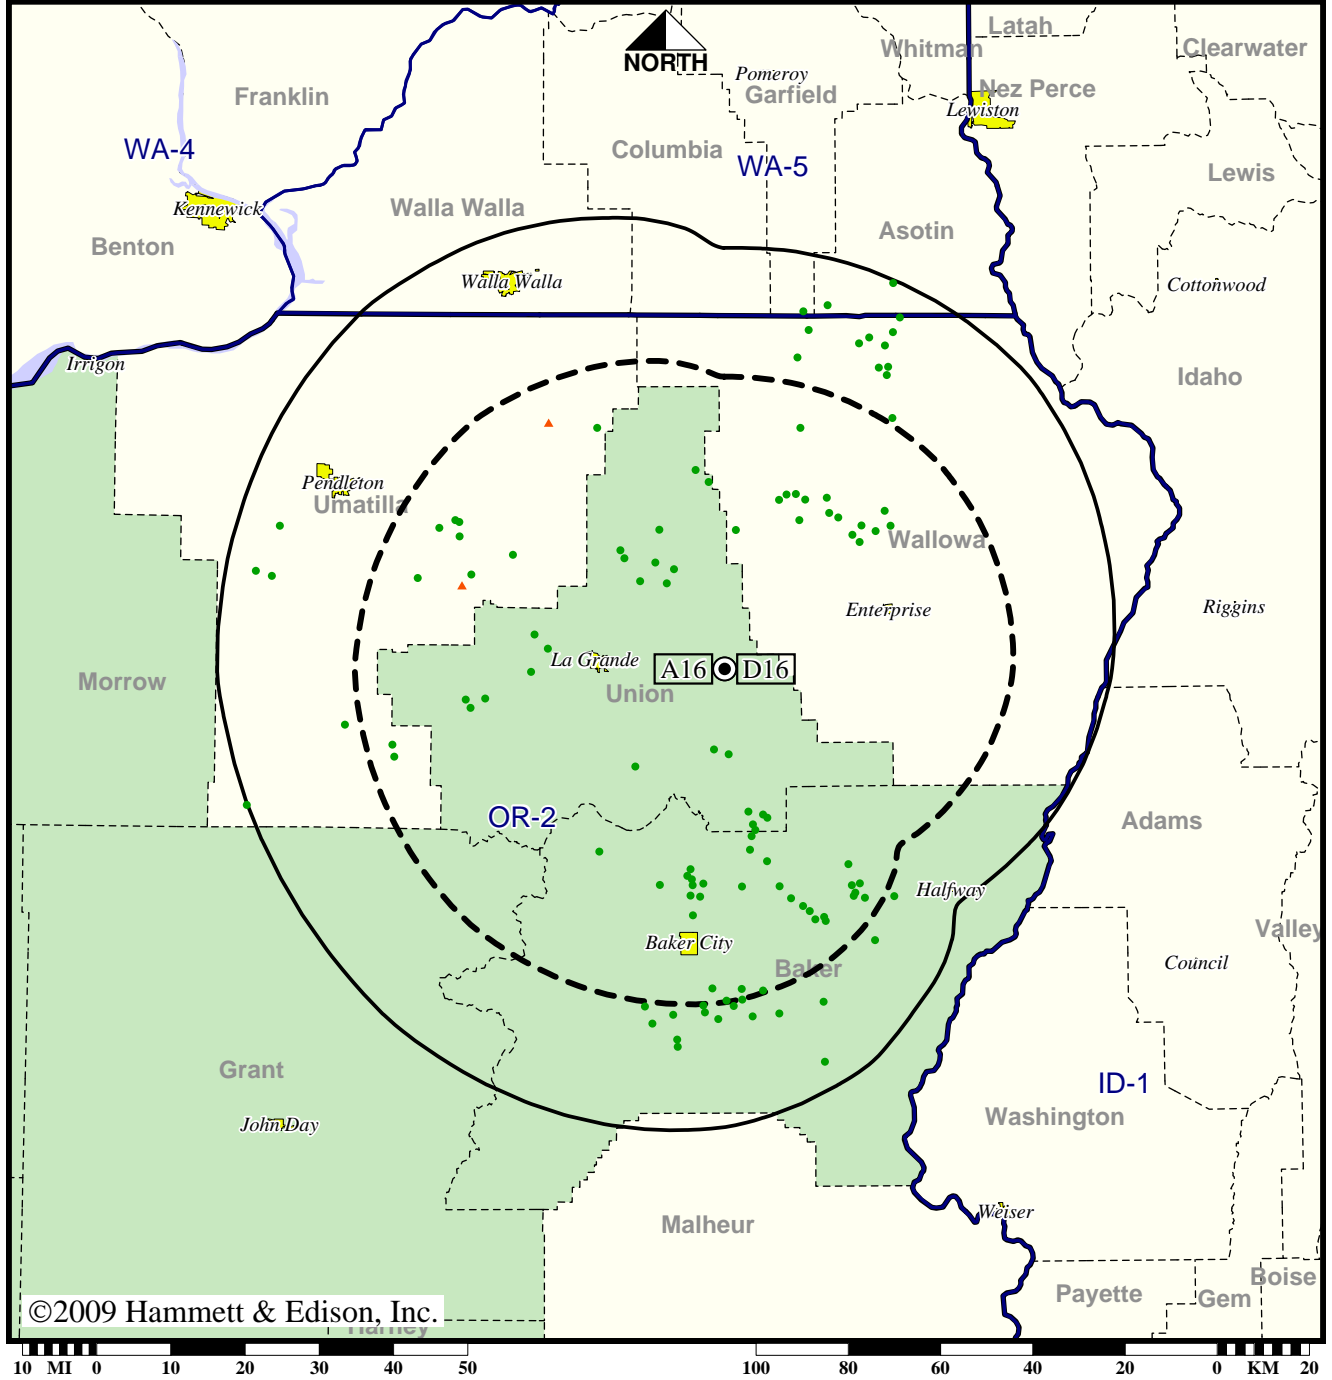 Latah
Whitman
Clearwater
NORTH
Pomeroy
Garfield
Nez Perce
Franklin
Lewiston
WA-4
Columbia
WA-5
Lewis
Kennewick
Walla Walla
Asotin
Benton
Walla Walla
Cottonwood
Irrigon
Idaho
Pendleton
Umatilla
Wallowa
Enterprise
Riggins
La Grande
A16
D16
Morrow
Union
OR-2
Adams
Halfway
Valley
Baker City
Baker
Council
Grant
ID-1
John Day
Washington
Malheur
Weiser
Boise
Payette
Gem
©2009 Hammett & Edison, Inc.
Harney
10 MI 0 10 20 30 40 50
100 80 60 40 20 0 KM 20